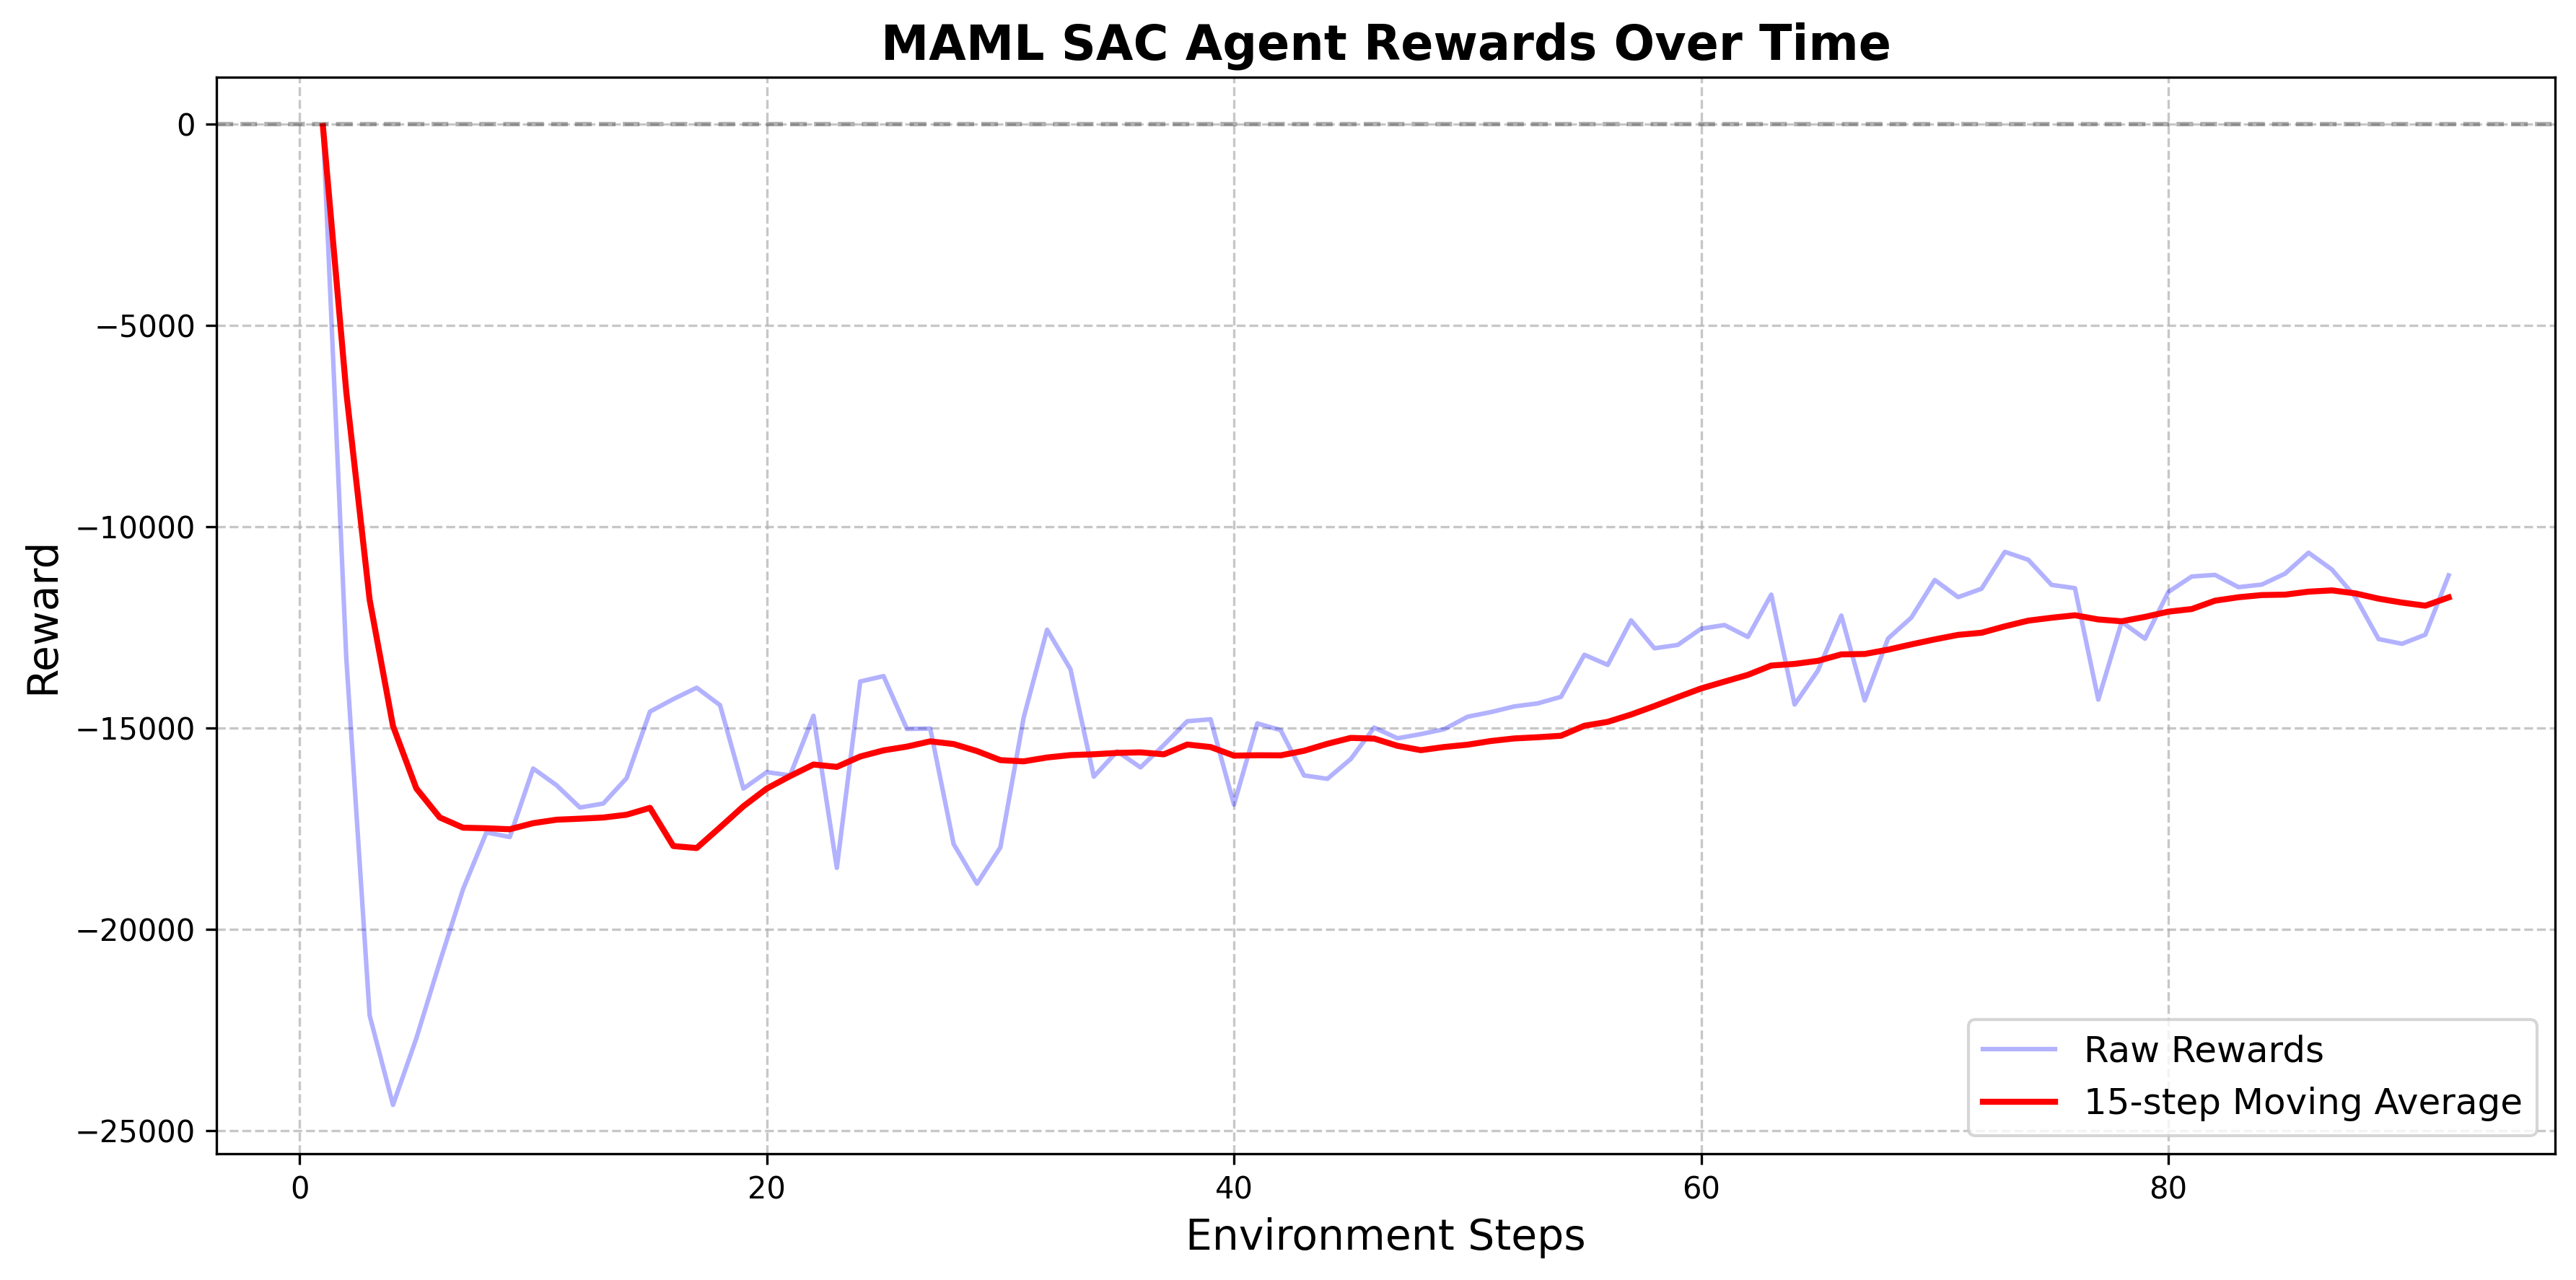 MAML SAC Agent Rewards Over Time
Reward
0
−5000
−10000
−15000
−20000
−25000
0 20 40 60 80
Environment Steps
Raw Rewards
15-step Moving Average